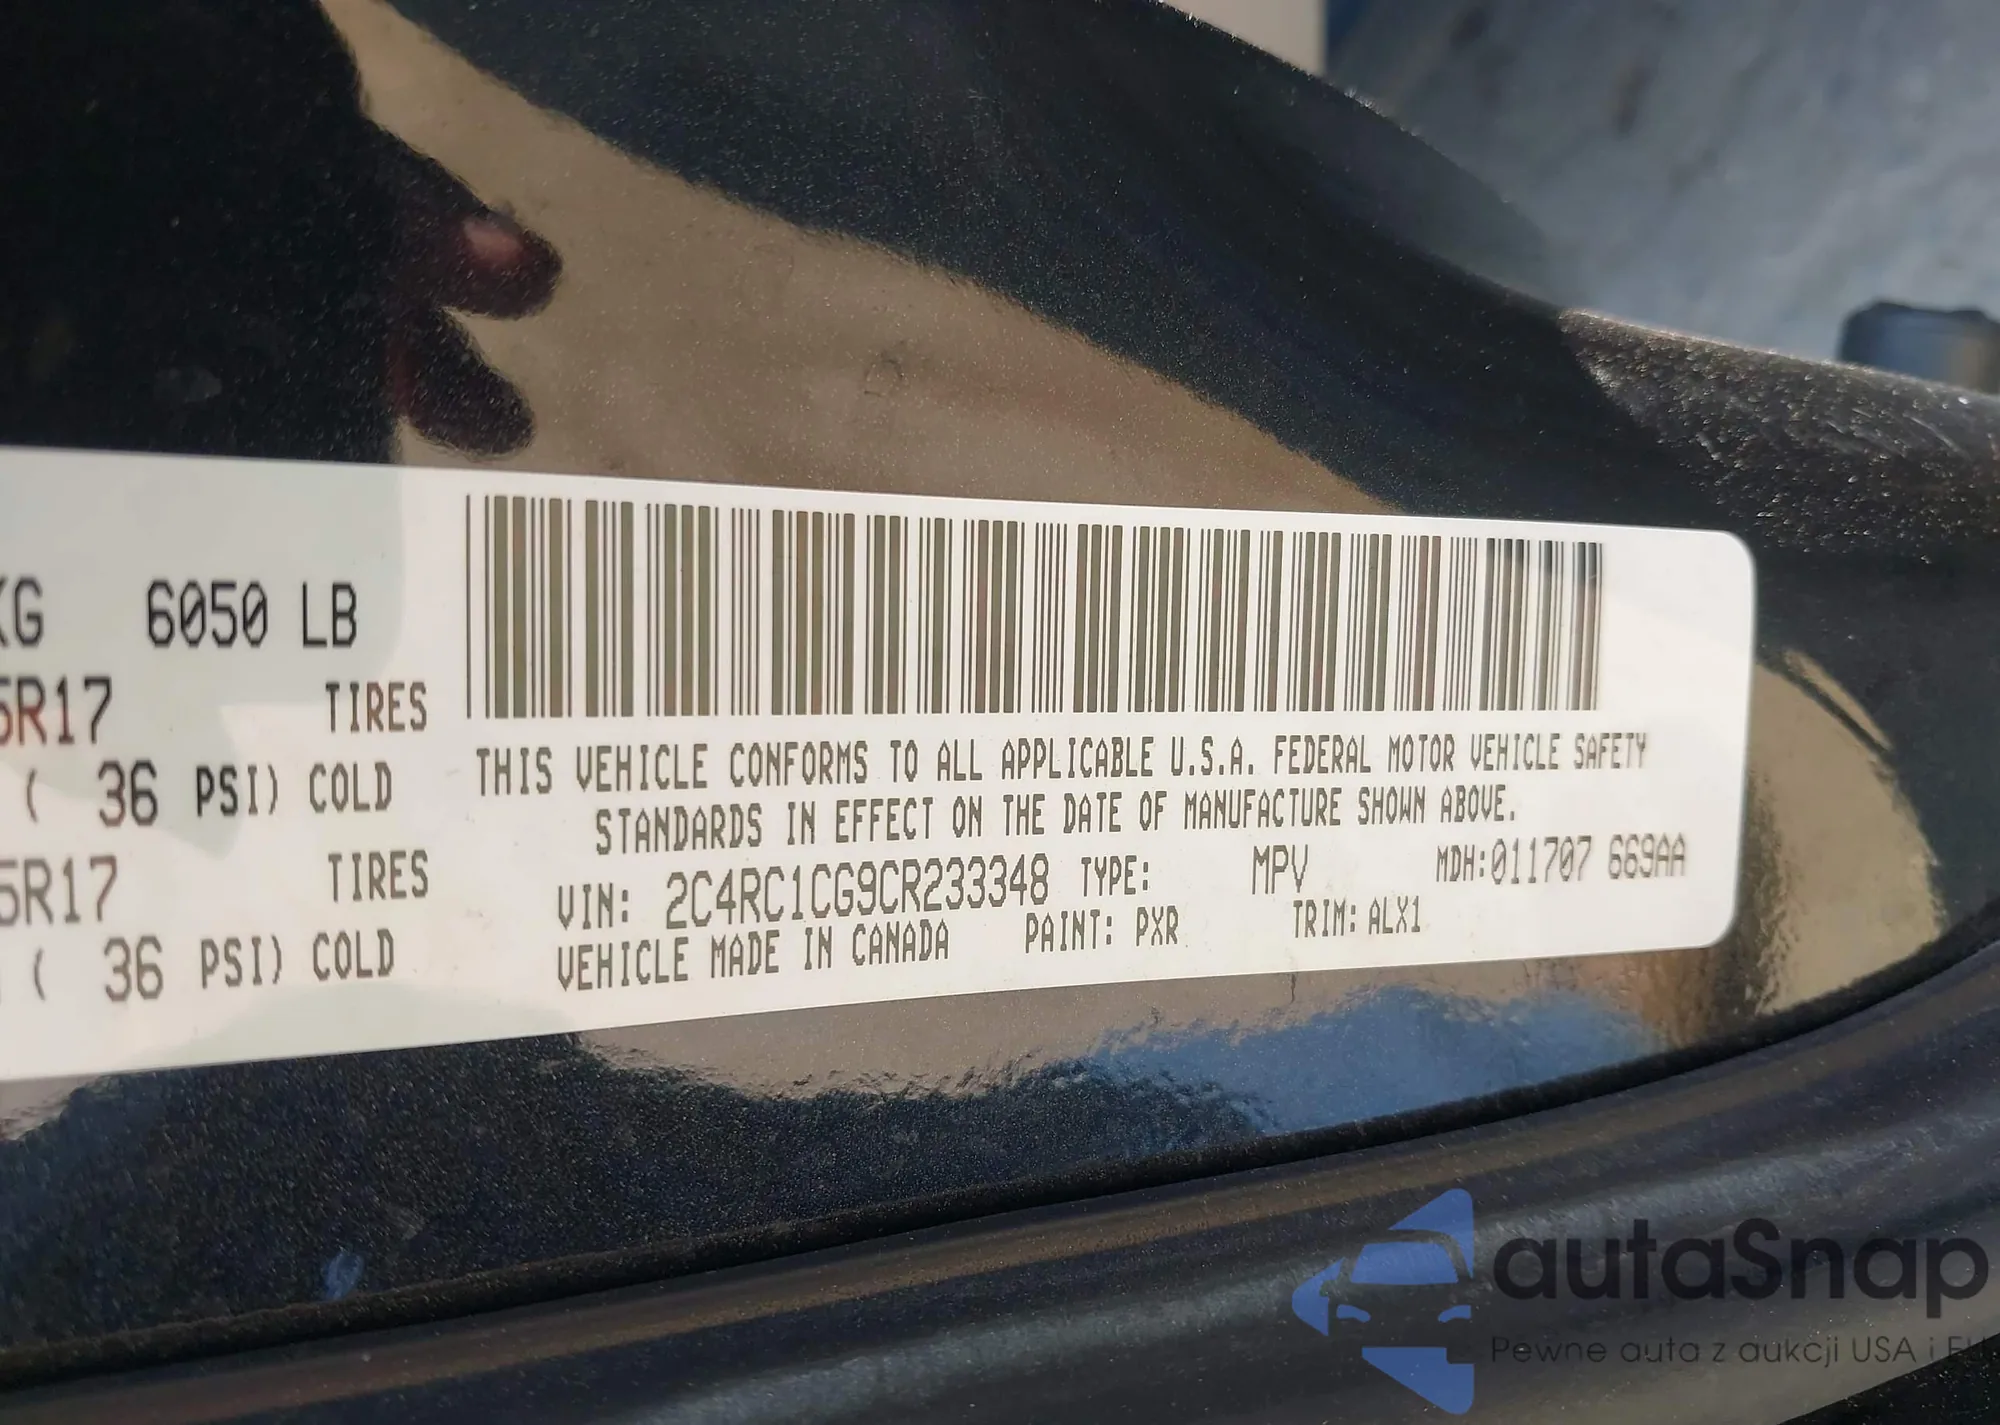 KG 6050 LB
5R17 TIRES
( 36 PSI) COLD
5R17 TIRES
( 36 PSI) COLD
THIS VEHICLE CONFORMS TO ALL APPLICABLE U.S.A. FEDERAL MOTOR VEHICLE SAFETY
STANDARDS IN EFFECT ON THE DATE OF MANUFACTURE SHOWN ABOVE.
VIN: 2C4RC1CG9CR233348 TYPE: MPV MDH:011707 669AA
VEHICLE MADE IN CANADA PAINT: PXR TRIM: ALX1
autaSnap
Pewne auta z aukcji USA i EU